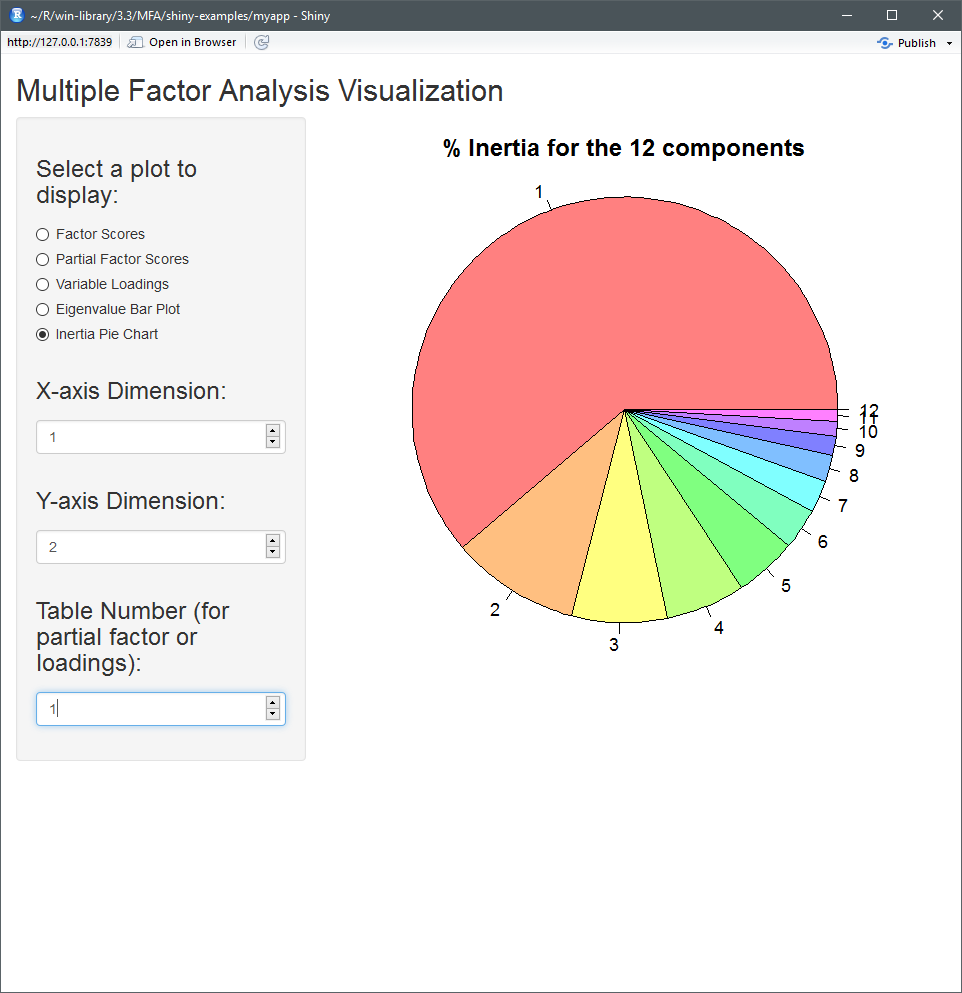 ~/R/win-library/3.3/MFA/shiny-examples/myapp - Shiny
http://127.0.0.1:7839 Open in Browser Publish
Multiple Factor Analysis Visualization
Select a plot to
display:
Factor Scores
Partial Factor Scores
Variable Loadings
Eigenvalue Bar Plot
Inertia Pie Chart
X-axis Dimension:
1
Y-axis Dimension:
2
Table Number (for
partial factor or
loadings):
1
% Inertia for the 12 components
1
12
11
10
9
8
7
6
5
4
3
2